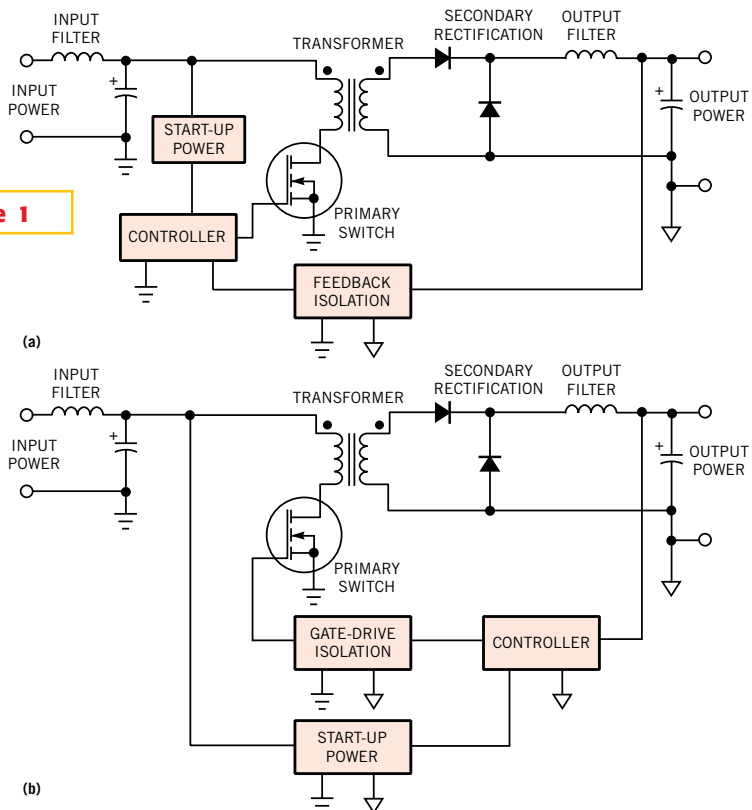 INPUT
FILTER
TRANSFORMER
SECONDARY
RECTIFICATION
OUTPUT
FILTER
INPUT
POWER
+
+
OUTPUT
POWER
START-UP
POWER
PRIMARY
SWITCH
CONTROLLER
FEEDBACK
ISOLATION
e 1
(a)
INPUT
FILTER
TRANSFORMER
SECONDARY
RECTIFICATION
OUTPUT
FILTER
INPUT
POWER
+
+
OUTPUT
POWER
PRIMARY
SWITCH
GATE-DRIVE
ISOLATION
CONTROLLER
START-UP
POWER
(b)